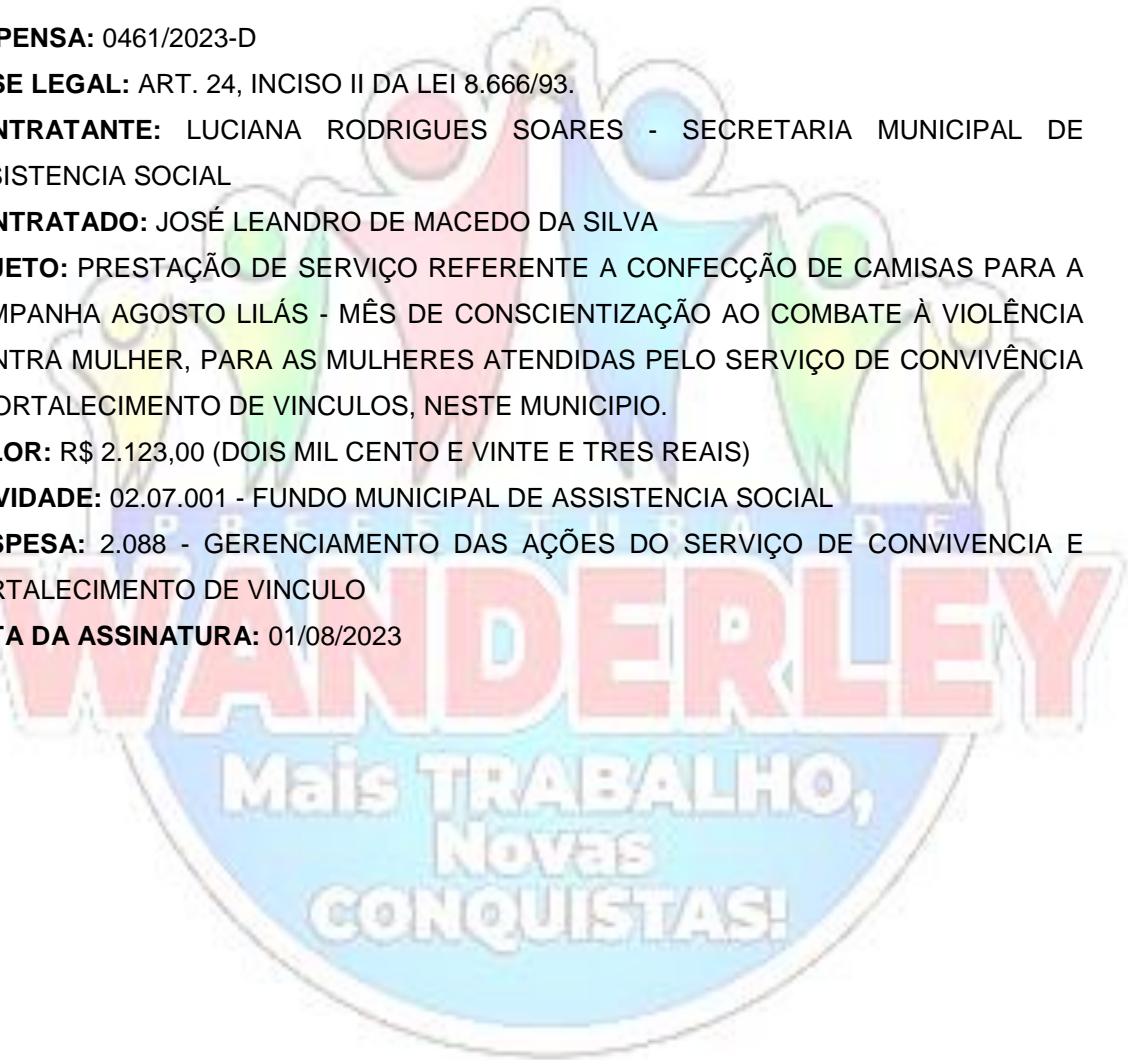 PENSA: 0461/2023-D
SE LEGAL: ART. 24, INCISO II DA LEI 8.666/93.
NTRATANTE: LUCIANA RODRIGUES SOARES - SECRETARIA MUNICIPAL DE
SISTENCIA SOCIAL
NTRATADO: JOSÉ LEANDRO DE MACEDO DA SILVA
JETO: PRESTAÇÃO DE SERVIÇO REFERENTE A CONFECÇÃO DE CAMISAS PARA A
MPANHA AGOSTO LILÁS - MÊS DE CONSCIENTIZAÇÃO AO COMBATE À VIOLÊNCIA
NTRA MULHER, PARA AS MULHERES ATENDIDAS PELO SERVIÇO DE CONVIVÊNCIA
ORTALECIMENTO DE VINCULOS, NESTE MUNICIPIO.
LOR: R$ 2.123,00 (DOIS MIL CENTO E VINTE E TRES REAIS)
VIDADE: 02.07.001 - FUNDO MUNICIPAL DE ASSISTENCIA SOCIAL
PREFEITURA DE
SPESA: 2.088 - GERENCIAMENTO DAS AÇÕES DO SERVIÇO DE CONVIVENCIA E
RTALECIMENTO DE VINCULO
TA DA ASSINATURA: 01/08/2023
WANDERLEY
Mais TRABALHO,
Novas
CONQUISTAS!